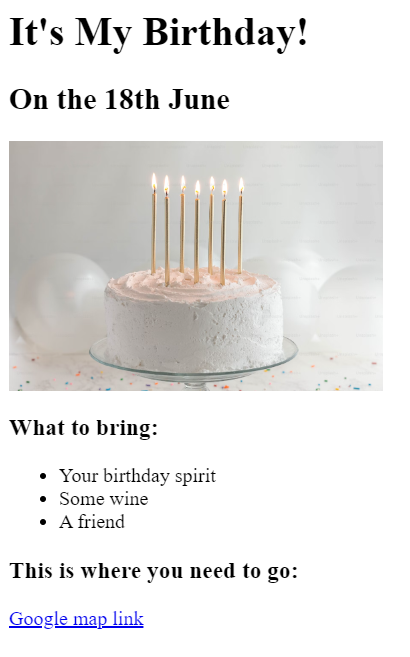 It's My Birthday!
On the 18th June
What to bring:
Your birthday spirit
Some wine
A friend
This is where you need to go:
Google map link